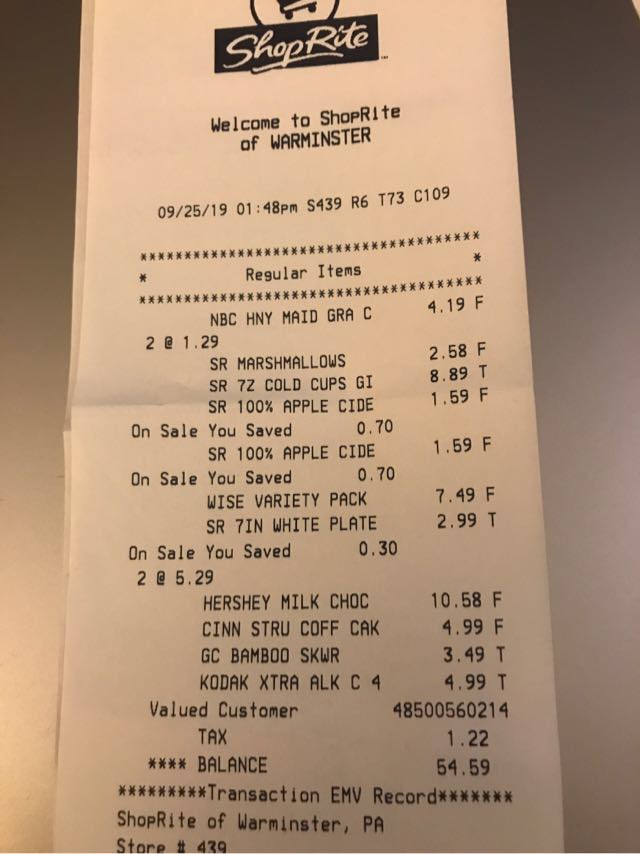 ShopRite
Welcome to ShopRite
of WARMINSTER
09/25/19 01:48pm S439 R6 T73 C109
****************************************
* Regular Items *
****************************************
NBC HNY MAID GRA C 4.19 F
2 @ 1.29
SR MARSHMALLOWS 2.58 F
SR 7Z COLD CUPS GI 8.89 T
SR 100% APPLE CIDE 1.59 F
On Sale You Saved 0.70
SR 100% APPLE CIDE 1.59 F
On Sale You Saved 0.70
WISE VARIETY PACK 7.49 F
SR 7IN WHITE PLATE 2.99 T
On Sale You Saved 0.30
2 @ 5.29
HERSHEY MILK CHOC 10.58 F
CINN STRU COFF CAK 4.99 F
GC BAMBOO SKWR 3.49 T
KODAK XTRA ALK C 4 4.99 T
Valued Customer 48500560214
TAX 1.22
**** BALANCE 54.59
*********Transaction EMV Record*******
ShopRite of Warminster, PA
Store # 439